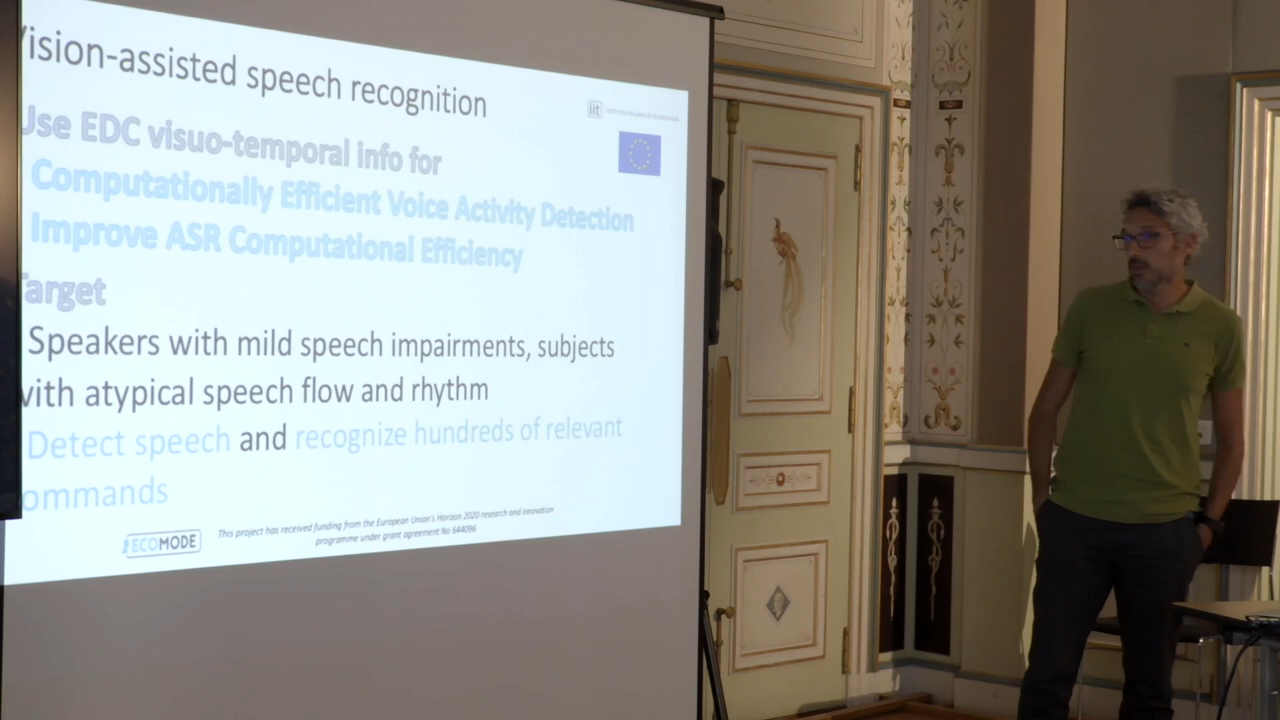 ision-assisted speech recognition
iit
Use EDC visuo-temporal info for
Computationally Efficient Voice Activity Detection
Improve ASR Computational Efficiency
Target
Speakers with mild speech impairments, subjects
with atypical speech flow and rhythm
Detect speech and recognize hundreds of relevant
ommands
ECOMODE
This project has received funding from the European Union's Horizon 2020 research and innovation
programme under grant agreement No 644096